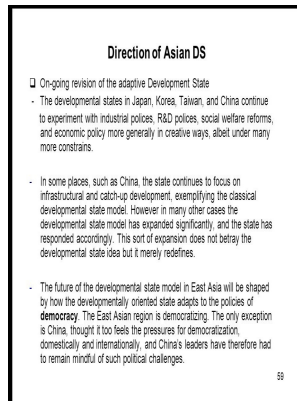 Direction of Asian DS
❑ On-going revision of the adaptive Development State
- The developmental states in Japan, Korea, Taiwan, and China continue
to experiment with industrial polices, R&D polices, social welfare reforms,
and economic policy more generally in creative ways, albeit under many
more constrains.
- In some places, such as China, the state continues to focus on
infrastructural and catch-up development, exemplifying the classical
developmental state model. However in many other cases the
developmental state model has expanded significantly, and the state has
responded accordingly. This sort of expansion does not betray the
developmental state idea but it merely redefines.
- The future of the developmental state model in East Asia will be shaped
by how the developmentally oriented state adapts to the policies of
democracy. The East Asian region is democratizing. The only exception
is China, thought it too feels the pressures for democratization,
domestically and internationally, and China's leaders have therefore had
to remain mindful of such political challenges.
59